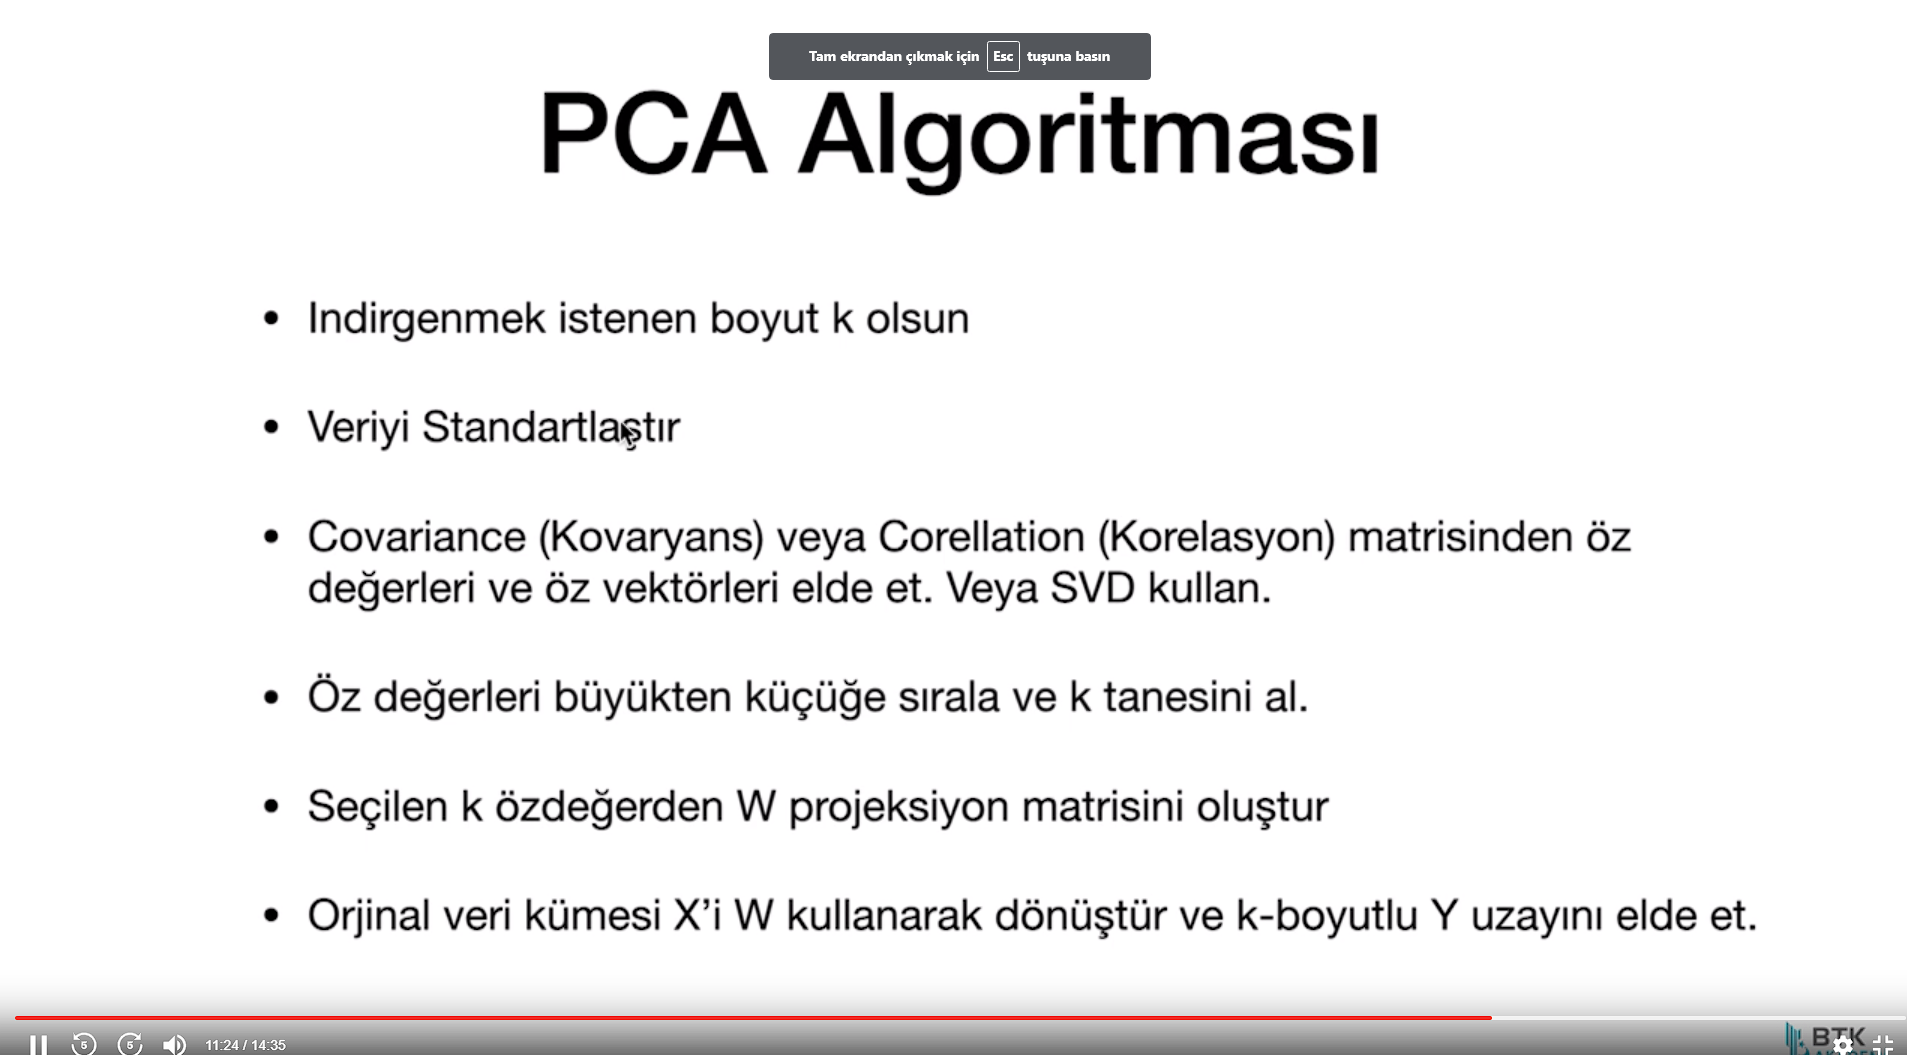 Tam ekrandan çıkmak için Esc tuşuna basın
PCA Algoritması
• Indirgenmek istenen boyut k olsun
• Veriyi Standartlaştır
• Covariance (Kovaryans) veya Corellation (Korelasyon) matrisinden öz
değerleri ve öz vektörleri elde et. Veya SVD kullan.
• Öz değerleri büyükten küçüğe sırala ve k tanesini al.
• Seçilen k özdeğerden W projeksiyon matrisini oluştur
• Orjinal veri kümesi X’i W kullanarak dönüştür ve k-boyutlu Y uzayını elde et.
5 5 11:24 / 14:35
BTK